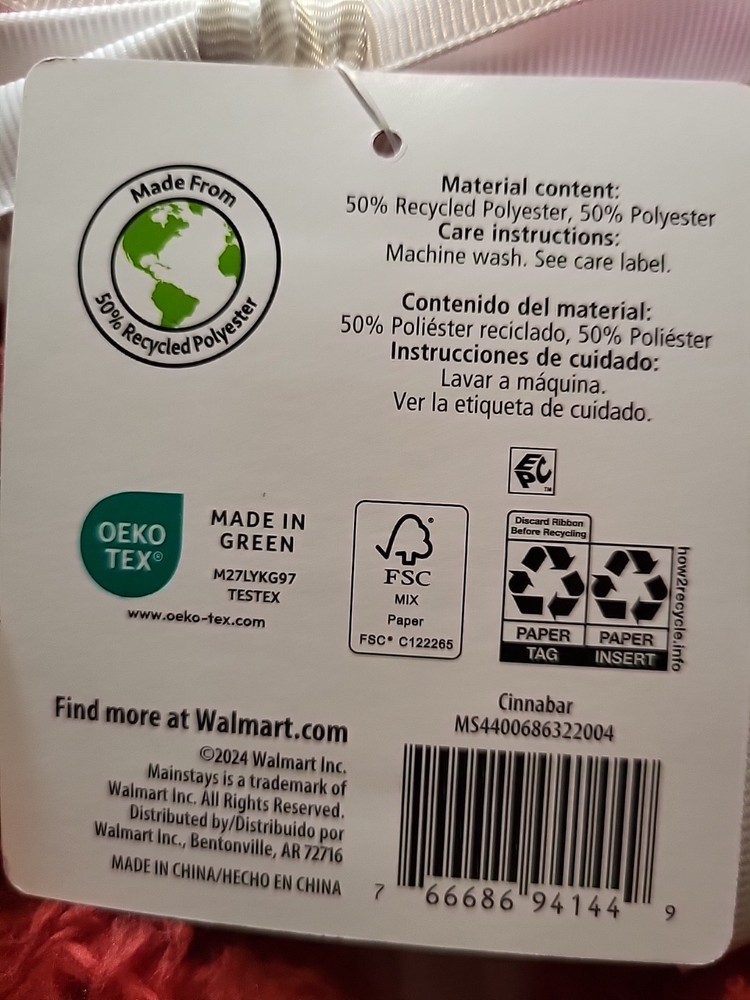 Made From
50% Recycled Polyester
Material content:
50% Recycled Polyester, 50% Polyester
Care instructions:
Machine wash. See care label.
Contenido del material:
50% Poliéster reciclado, 50% Poliéster
Instrucciones de cuidado:
Lavar a máquina.
Ver la etiqueta de cuidado.
EPC™
OEKO
TEX®
MADE IN
GREEN
M27LYKG97
TESTEX
www.oeko-tex.com
FSC
MIX
Paper
FSC® C122265
Discard Ribbon
Before Recycling
PAPER
TAG
PAPER
INSERT
how2recycle.info
Find more at Walmart.com
©2024 Walmart Inc.
Mainstays is a trademark of
Walmart Inc. All Rights Reserved.
Distributed by/Distribuido por
Walmart Inc., Bentonville, AR 72716
MADE IN CHINA/HECHO EN CHINA
Cinnabar
MS4400686322004
7 66686 94144 9